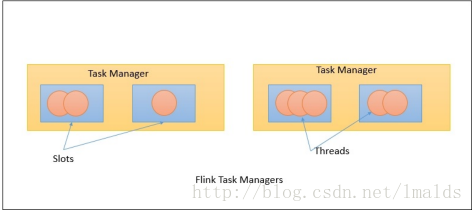 Task Manager
Task Manager
Slots
Threads
Flink Task Managers
http://blog.csdn.net/lmalds